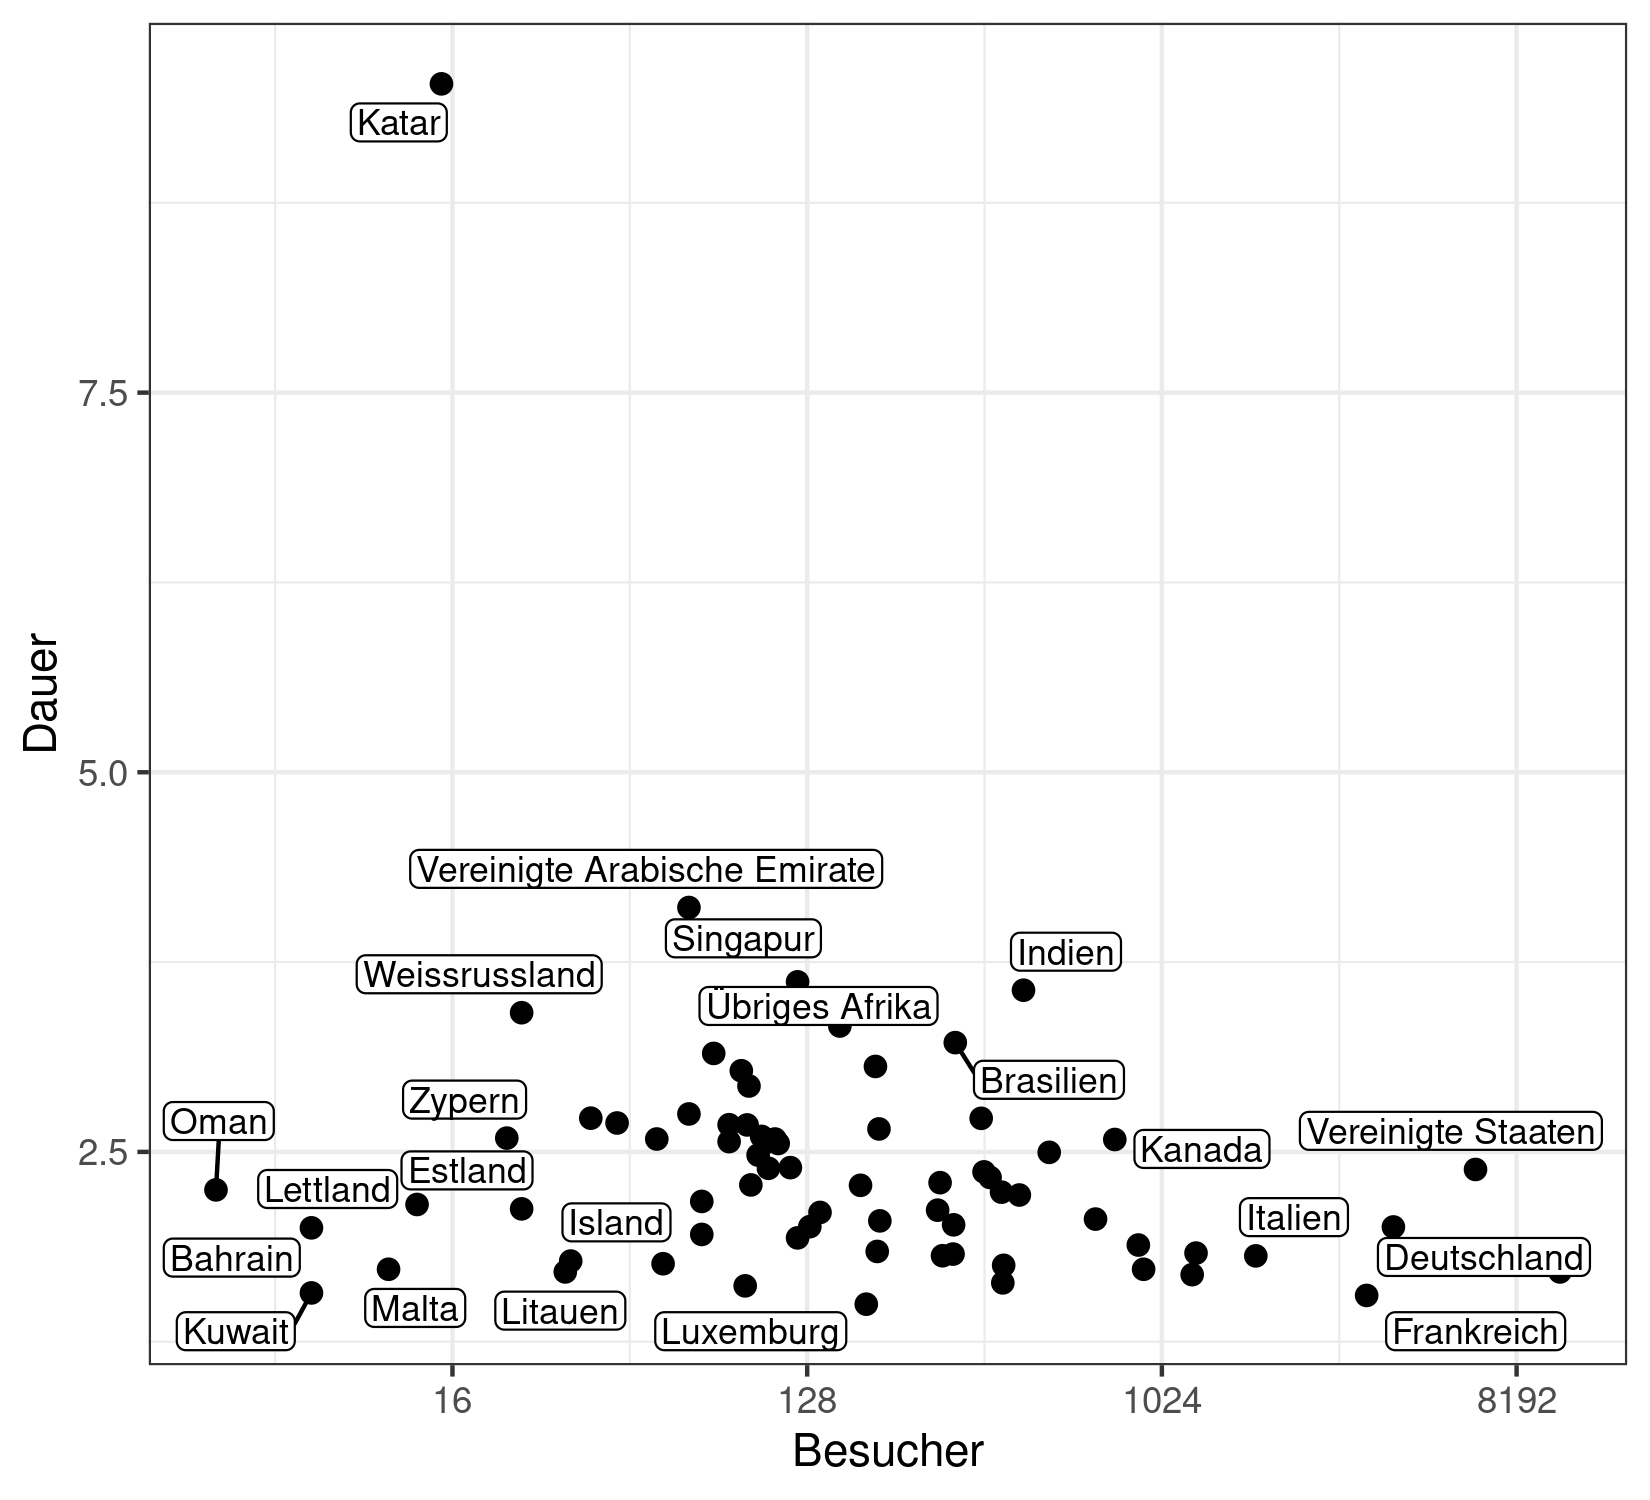 Katar
7.5
Dauer
5.0
Vereinigte Arabische Emirate
Singapur
Indien
Weissrussland
Übriges Afrika
Brasilien
Zypern
Oman
Vereinigte Staaten
2.5
Kanada
Estland
Lettland
Island
Italien
Bahrain
Deutschland
Malta
Litauen
Kuwait
Luxemburg
Frankreich
16
128
1024
8192
Besucher